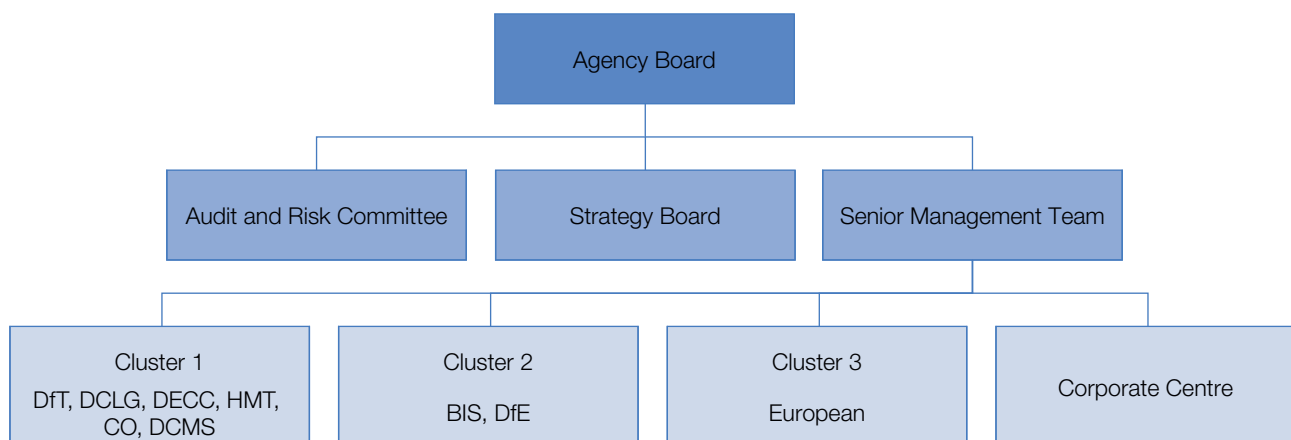 Agency Board
Audit and Risk Committee
Strategy Board
Senior Management Team
Cluster 1
DfT, DCLG, DECC, HMT,
CO, DCMS
Cluster 2
BIS, DfE
Cluster 3
European
Corporate Centre